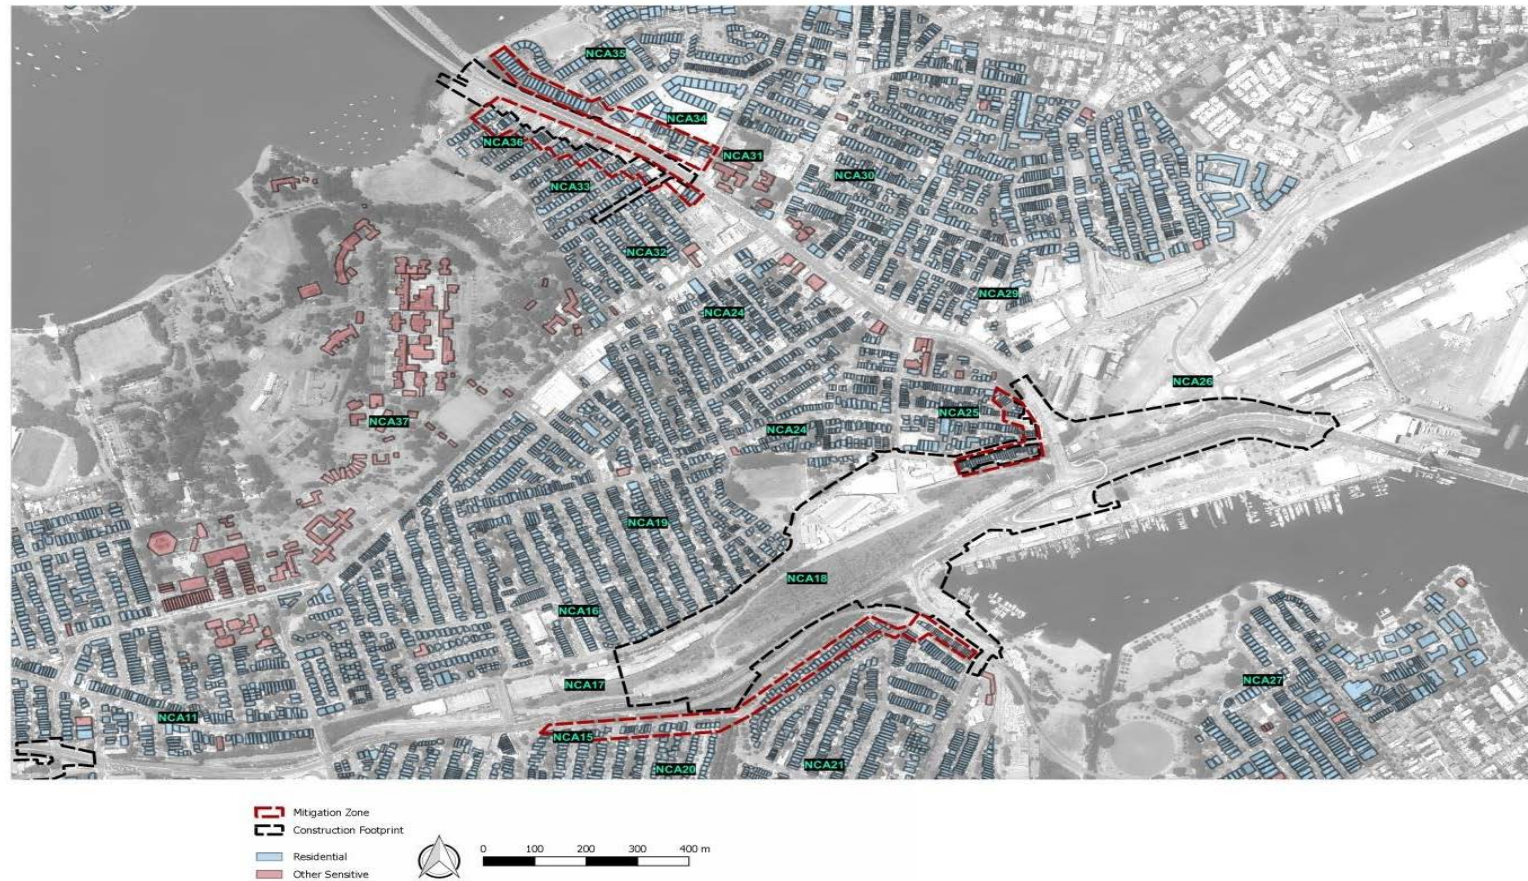 NCA35
NCA34
NCA36
NCA31
NCA30
NCA33
NCA32
NCA29
NCA24
NCA26
NCA25
NCA37
NCA24
NCA19
NCA18
NCA16
NCA17
NCA27
NCA11
NCA15
NCA20
NCA21
Mitigation Zone
Construction Footprint
Residential
Other Sensitive
0 100 200 300 400 m